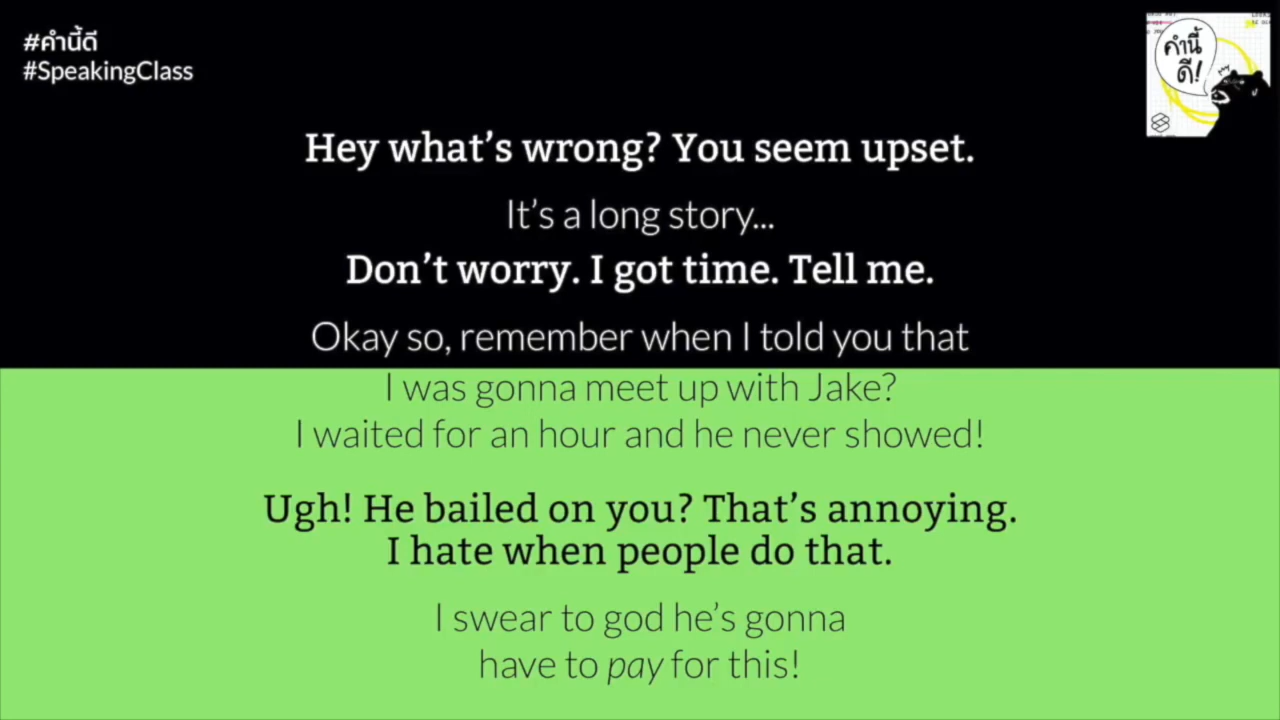 #คำนี้ดี
#SpeakingClass
คำนี้
ดี!
Hey what's wrong? You seem upset.
It's a long story...
Don't worry. I got time. Tell me.
Okay so, remember when I told you that
I was gonna meet up with Jake?
I waited for an hour and he never showed!
Ugh! He bailed on you? That's annoying.
I hate when people do that.
I swear to god he's gonna
have to pay for this!